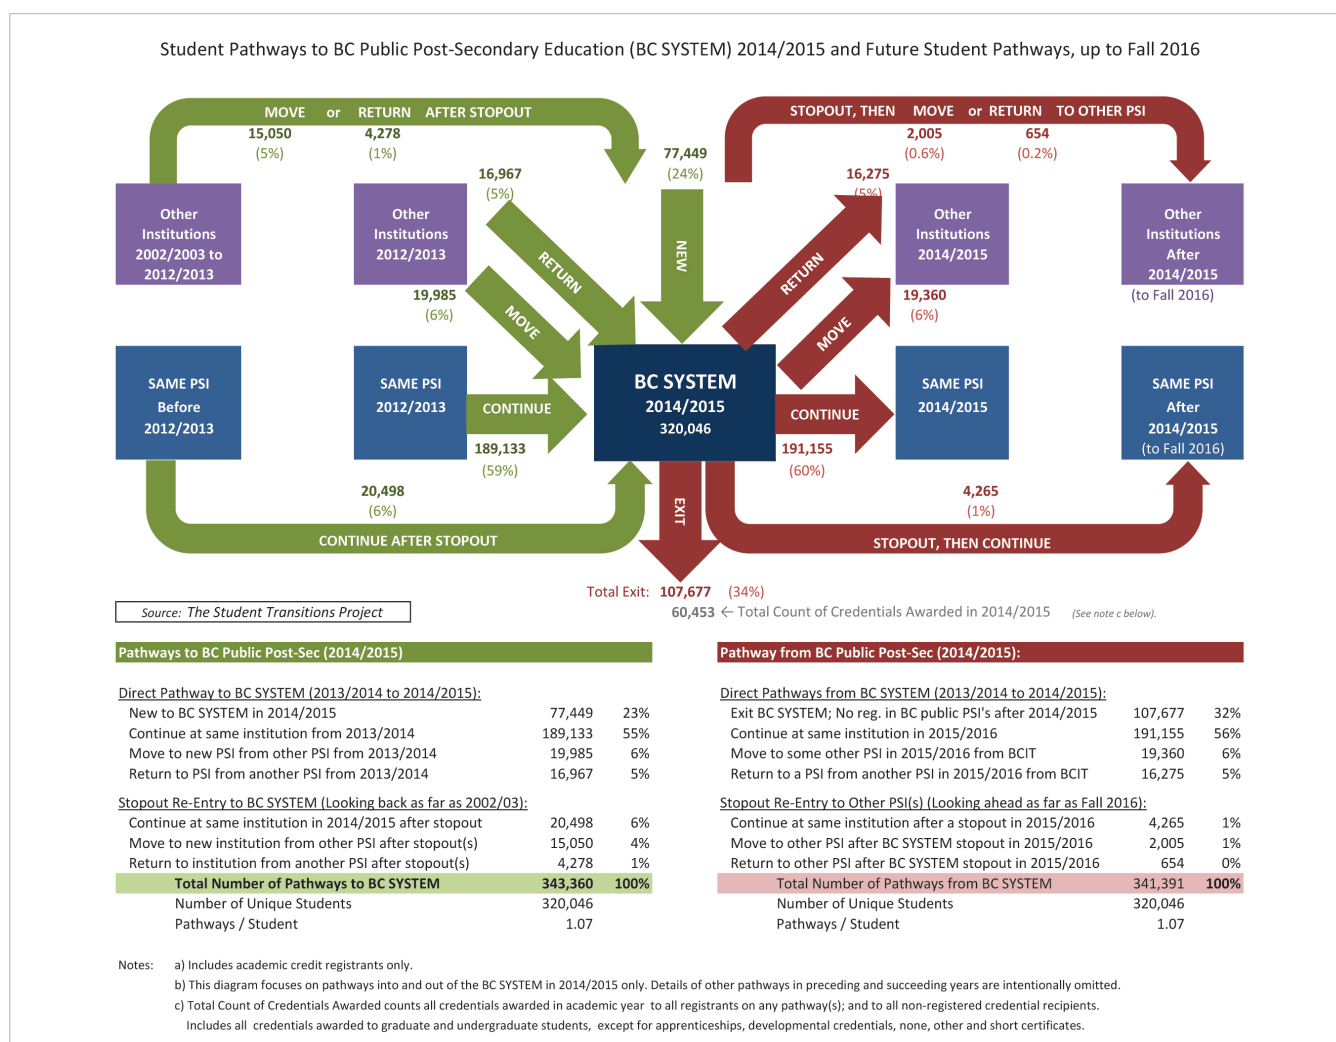 Student Pathways to BC Public Post-Secondary Education (BC SYSTEM) 2014/2015 and Future Student Pathways, up to Fall 2016
MOVE or RETURN AFTER STOPOUT
15,050 4,278
(5%) (1%)
STOPOUT, THEN MOVE or RETURN TO OTHER PSI
2,005 654
(0.6%) (0.2%)
16,967
(5%)
77,449
(24%)
16,275
(5%)
Other
Institutions
2002/2003 to
2012/2013
Other
Institutions
2012/2013
RETURN
NEW
RETURN
Other
Institutions
2014/2015
Other
Institutions
After
2014/2015
(to Fall 2016)
19,985
(6%)
MOVE
MOVE
19,360
(6%)
SAME PSI
Before
2012/2013
SAME PSI
2012/2013
CONTINUE
189,133
(59%)
BC SYSTEM
2014/2015
320,046
CONTINUE
191,155
(60%)
SAME PSI
2014/2015
SAME PSI
After
2014/2015
(to Fall 2016)
20,498
(6%)
CONTINUE AFTER STOPOUT
EXIT
4,265
(1%)
STOPOUT, THEN CONTINUE
Total Exit: 107,677 (34%)
Source: The Student Transitions Project
60,453 ← Total Count of Credentials Awarded in 2014/2015 (See note c below).
Pathways to BC Public Post-Sec (2014/2015)
Direct Pathway to BC SYSTEM (2013/2014 to 2014/2015):
New to BC SYSTEM in 2014/2015 77,449 23%
Continue at same institution from 2013/2014 189,133 55%
Move to new PSI from other PSI from 2013/2014 19,985 6%
Return to PSI from another PSI from 2013/2014 16,967 5%
Stopout Re-Entry to BC SYSTEM (Looking back as far as 2002/03):
Continue at same institution in 2014/2015 after stopout 20,498 6%
Move to new institution from other PSI after stopout(s) 15,050 4%
Return to institution from another PSI after stopout(s) 4,278 1%
Total Number of Pathways to BC SYSTEM 343,360 100%
Number of Unique Students 320,046
Pathways / Student 1.07
Pathway from BC Public Post-Sec (2014/2015):
Direct Pathways from BC SYSTEM (2013/2014 to 2014/2015):
Exit BC SYSTEM; No reg. in BC public PSI's after 2014/2015 107,677 32%
Continue at same institution in 2015/2016 191,155 56%
Move to some other PSI in 2015/2016 from BCIT 19,360 6%
Return to a PSI from another PSI in 2015/2016 from BCIT 16,275 5%
Stopout Re-Entry to Other PSI(s) (Looking ahead as far as Fall 2016):
Continue at same institution after a stopout in 2015/2016 4,265 1%
Move to other PSI after BC SYSTEM stopout in 2015/2016 2,005 1%
Return to other PSI after BC SYSTEM stopout in 2015/2016 654 0%
Total Number of Pathways from BC SYSTEM 341,391 100%
Number of Unique Students 320,046
Pathways / Student 1.07
Notes: a) Includes academic credit registrants only.
b) This diagram focuses on pathways into and out of the BC SYSTEM in 2014/2015 only. Details of other pathways in preceding and succeeding years are intentionally omitted.
c) Total Count of Credentials Awarded counts all credentials awarded in academic year to all registrants on any pathway(s); and to all non-registered credential recipients.
Includes all credentials awarded to graduate and undergraduate students, except for apprenticeships, developmental credentials, none, other and short certificates.